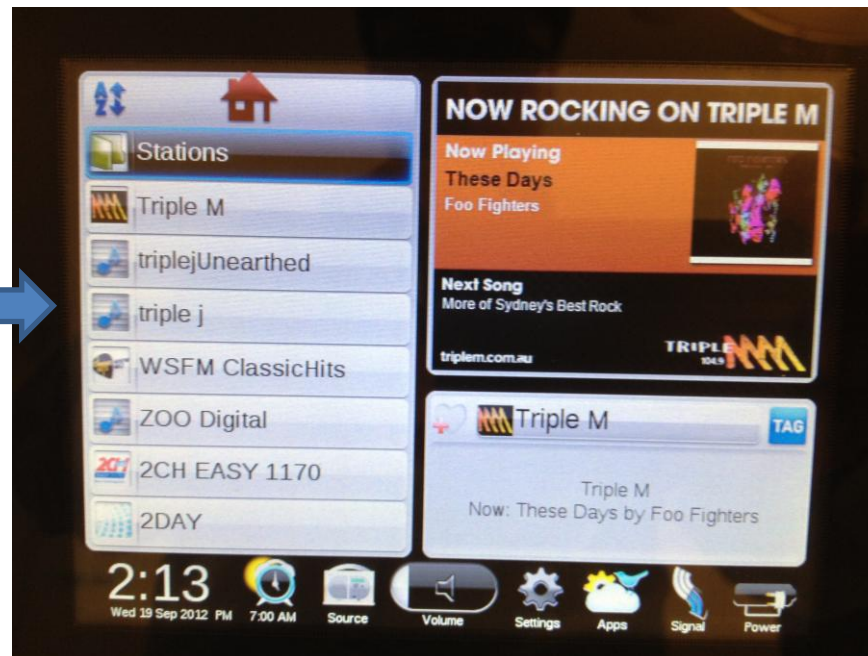 A
Z
Stations
Triple M
triplejUnearthed
triple j
WSFM ClassicHits
ZOO Digital
2CH
2CH EASY 1170
2DAY
NOW ROCKING ON TRIPLE M
Now Playing
These Days
Foo Fighters
Next Song
More of Sydney's Best Rock
triplem.com.au
TRIPLE
104.9
Triple M
TAG
Triple M
Now: These Days by Foo Fighters
2:13
Wed 19 Sep 2012 PM
7:00 AM
Source
Volume
Settings
Apps
Signal
Power